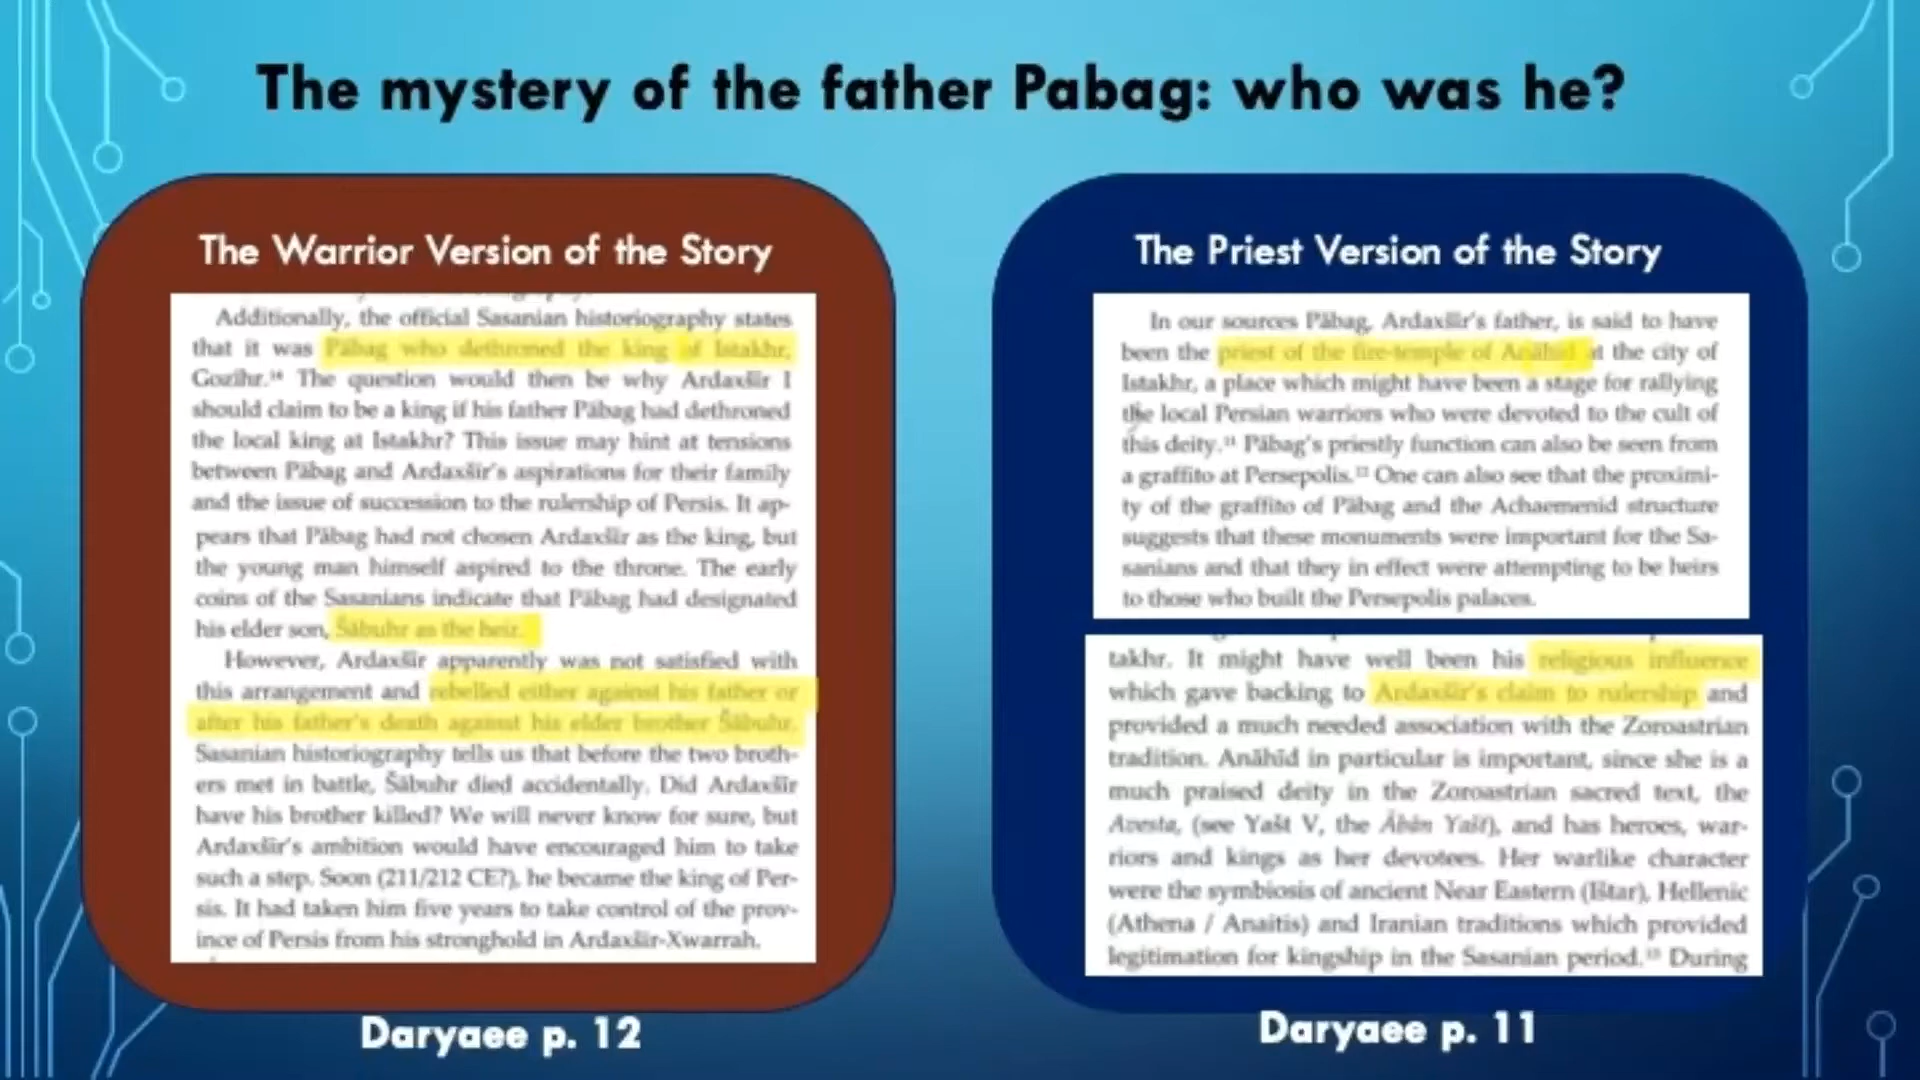 The mystery of the father Pabag: who was he?
The Warrior Version of the Story
Additionally, the official Sasanian historiography states
that it was Pābag who dethroned the king of Istakhr,
Gozihr.¹⁴ The question would then be why Ardaxšīr I
should claim to be a king if his father Pābag had dethroned
the local king at Istakhr? This issue may hint at tensions
between Pābag and Ardaxšīr's aspirations for their family
and the issue of succession to the rulership of Persis. It ap-
pears that Pābag had not chosen Ardaxšīr as the king, but
the young man himself aspired to the throne. The early
coins of the Sasanians indicate that Pābag had designated
his elder son, Šābuhr as the heir.
However, Ardaxšīr apparently was not satisfied with
this arrangement and rebelled either against his father or
after his father's death against his elder brother Šābuhr.
Sasanian historiography tells us that before the two broth-
ers met in battle, Šābuhr died accidentally. Did Ardaxšīr
have his brother killed? We will never know for sure, but
Ardaxšīr's ambition would have encouraged him to take
such a step. Soon (211/212 CE?), he became the king of Per-
sis. It had taken him five years to take control of the prov-
ince of Persis from his stronghold in Ardaxšīr-Xwarrah.
Daryaee p. 12
The Priest Version of the Story
In our sources Pābag, Ardaxšīr's father, is said to have
been the priest of the fire-temple of Anāhīd at the city of
Istakhr, a place which might have been a stage for rallying
the local Persian warriors who were devoted to the cult of
this deity.¹¹ Pābag's priestly function can also be seen from
a graffito at Persepolis.¹² One can also see that the proximi-
ty of the graffito of Pābag and the Achaemenid structure
suggests that these monuments were important for the Sa-
sanians and that they in effect were attempting to be heirs
to those who built the Persepolis palaces.
takhr. It might have well been his religious influence
which gave backing to Ardaxšīr's claim to rulership and
provided a much needed association with the Zoroastrian
tradition. Anāhīd in particular is important, since she is a
much praised deity in the Zoroastrian sacred text, the
Avesta, (see Yašt V, the Ābān Yašt), and has heroes, war-
riors and kings as her devotees. Her warlike character
were the symbiosis of ancient Near Eastern (Ištar), Hellenic
(Athena / Anaitis) and Iranian traditions which provided
legitimation for kingship in the Sasanian period.¹³ During
Daryaee p. 11